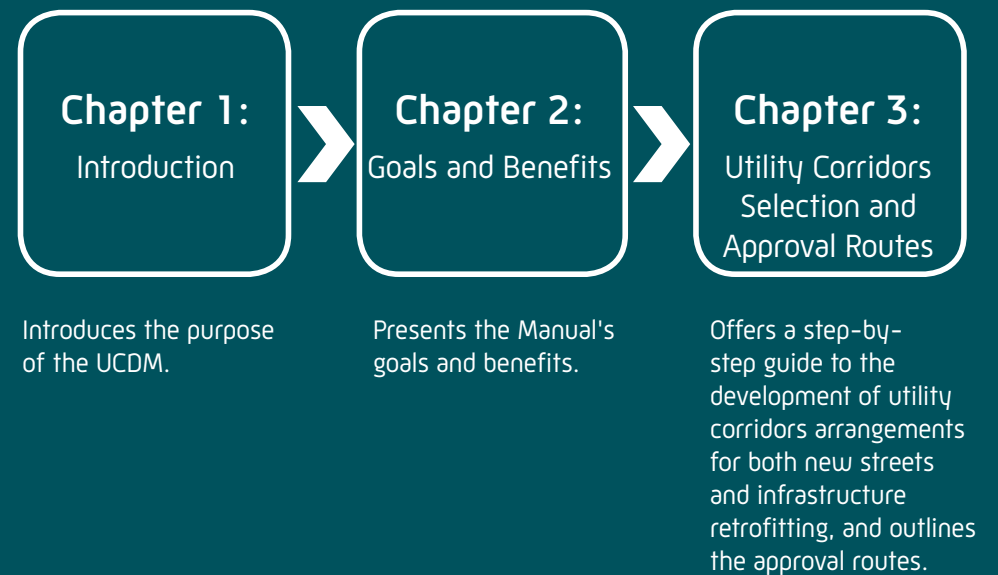 Chapter 1:
Introduction
Introduces the purpose
of the UCDM.
Chapter 2:
Goals and Benefits
Presents the Manual's
goals and benefits.
Chapter 3:
Utility Corridors
Selection and
Approval Routes
Offers a step-by-
step guide to the
development of utility
corridors arrangements
for both new streets
and infrastructure
retrofitting, and outlines
the approval routes.